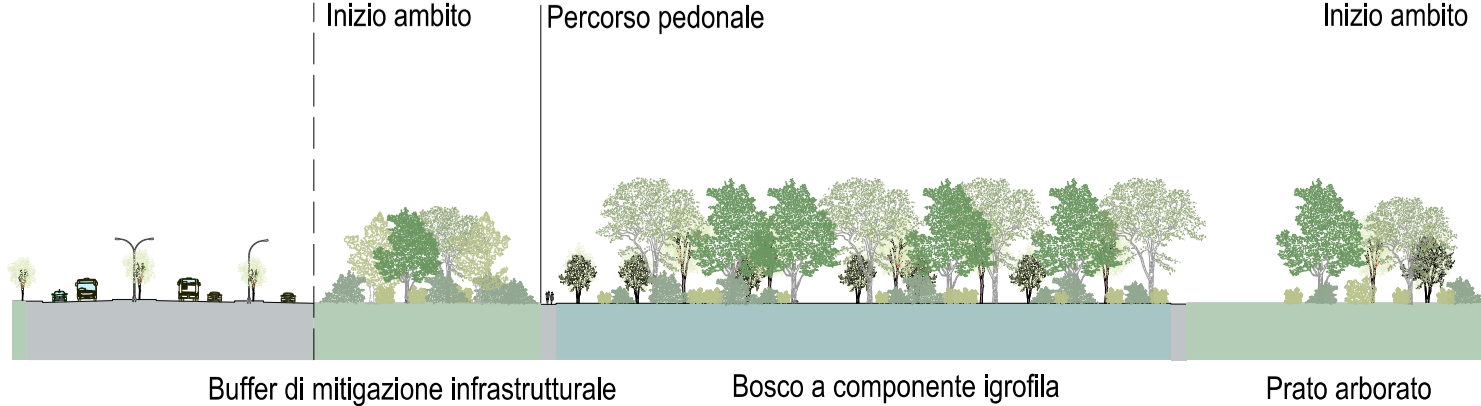 Inizio ambito
Percorso pedonale
Inizio ambito
Buffer di mitigazione infrastrutturale
Bosco a componente igrofila
Prato arborato